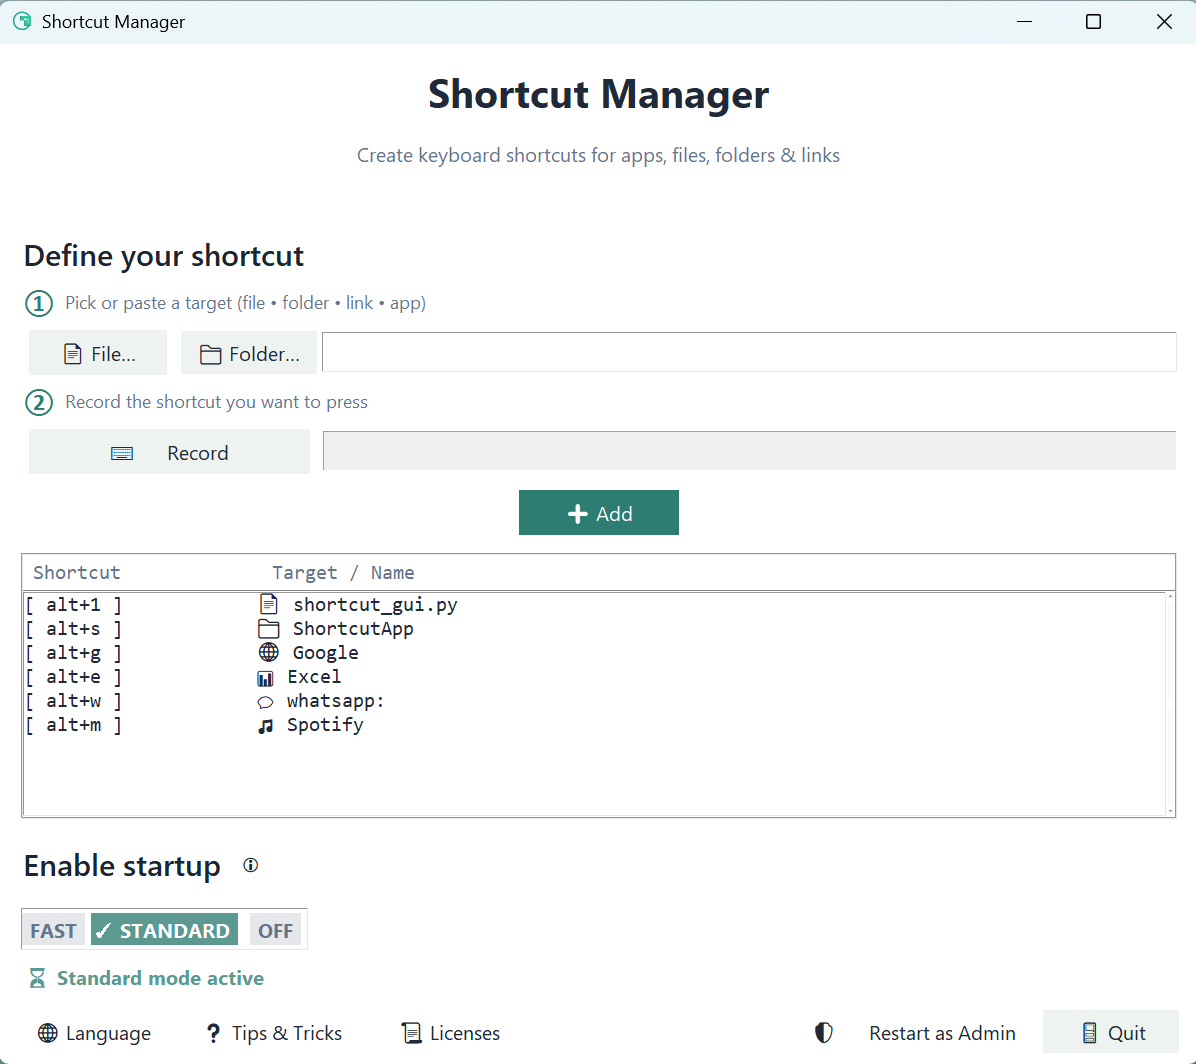 Shortcut Manager
Shortcut Manager
Create keyboard shortcuts for apps, files, folders & links
Define your shortcut
1 Pick or paste a target (file • folder • link • app)
File... Folder...
2 Record the shortcut you want to press
Record
Add
Shortcut Target / Name
[ alt+1 ] shortcut_gui.py
[ alt+s ] ShortcutApp
[ alt+g ] Google
[ alt+e ] Excel
[ alt+w ] whatsapp:
[ alt+m ] Spotify
Enable startup
FAST ✓ STANDARD OFF
Standard mode active
Language ? Tips & Tricks Licenses Restart as Admin Quit